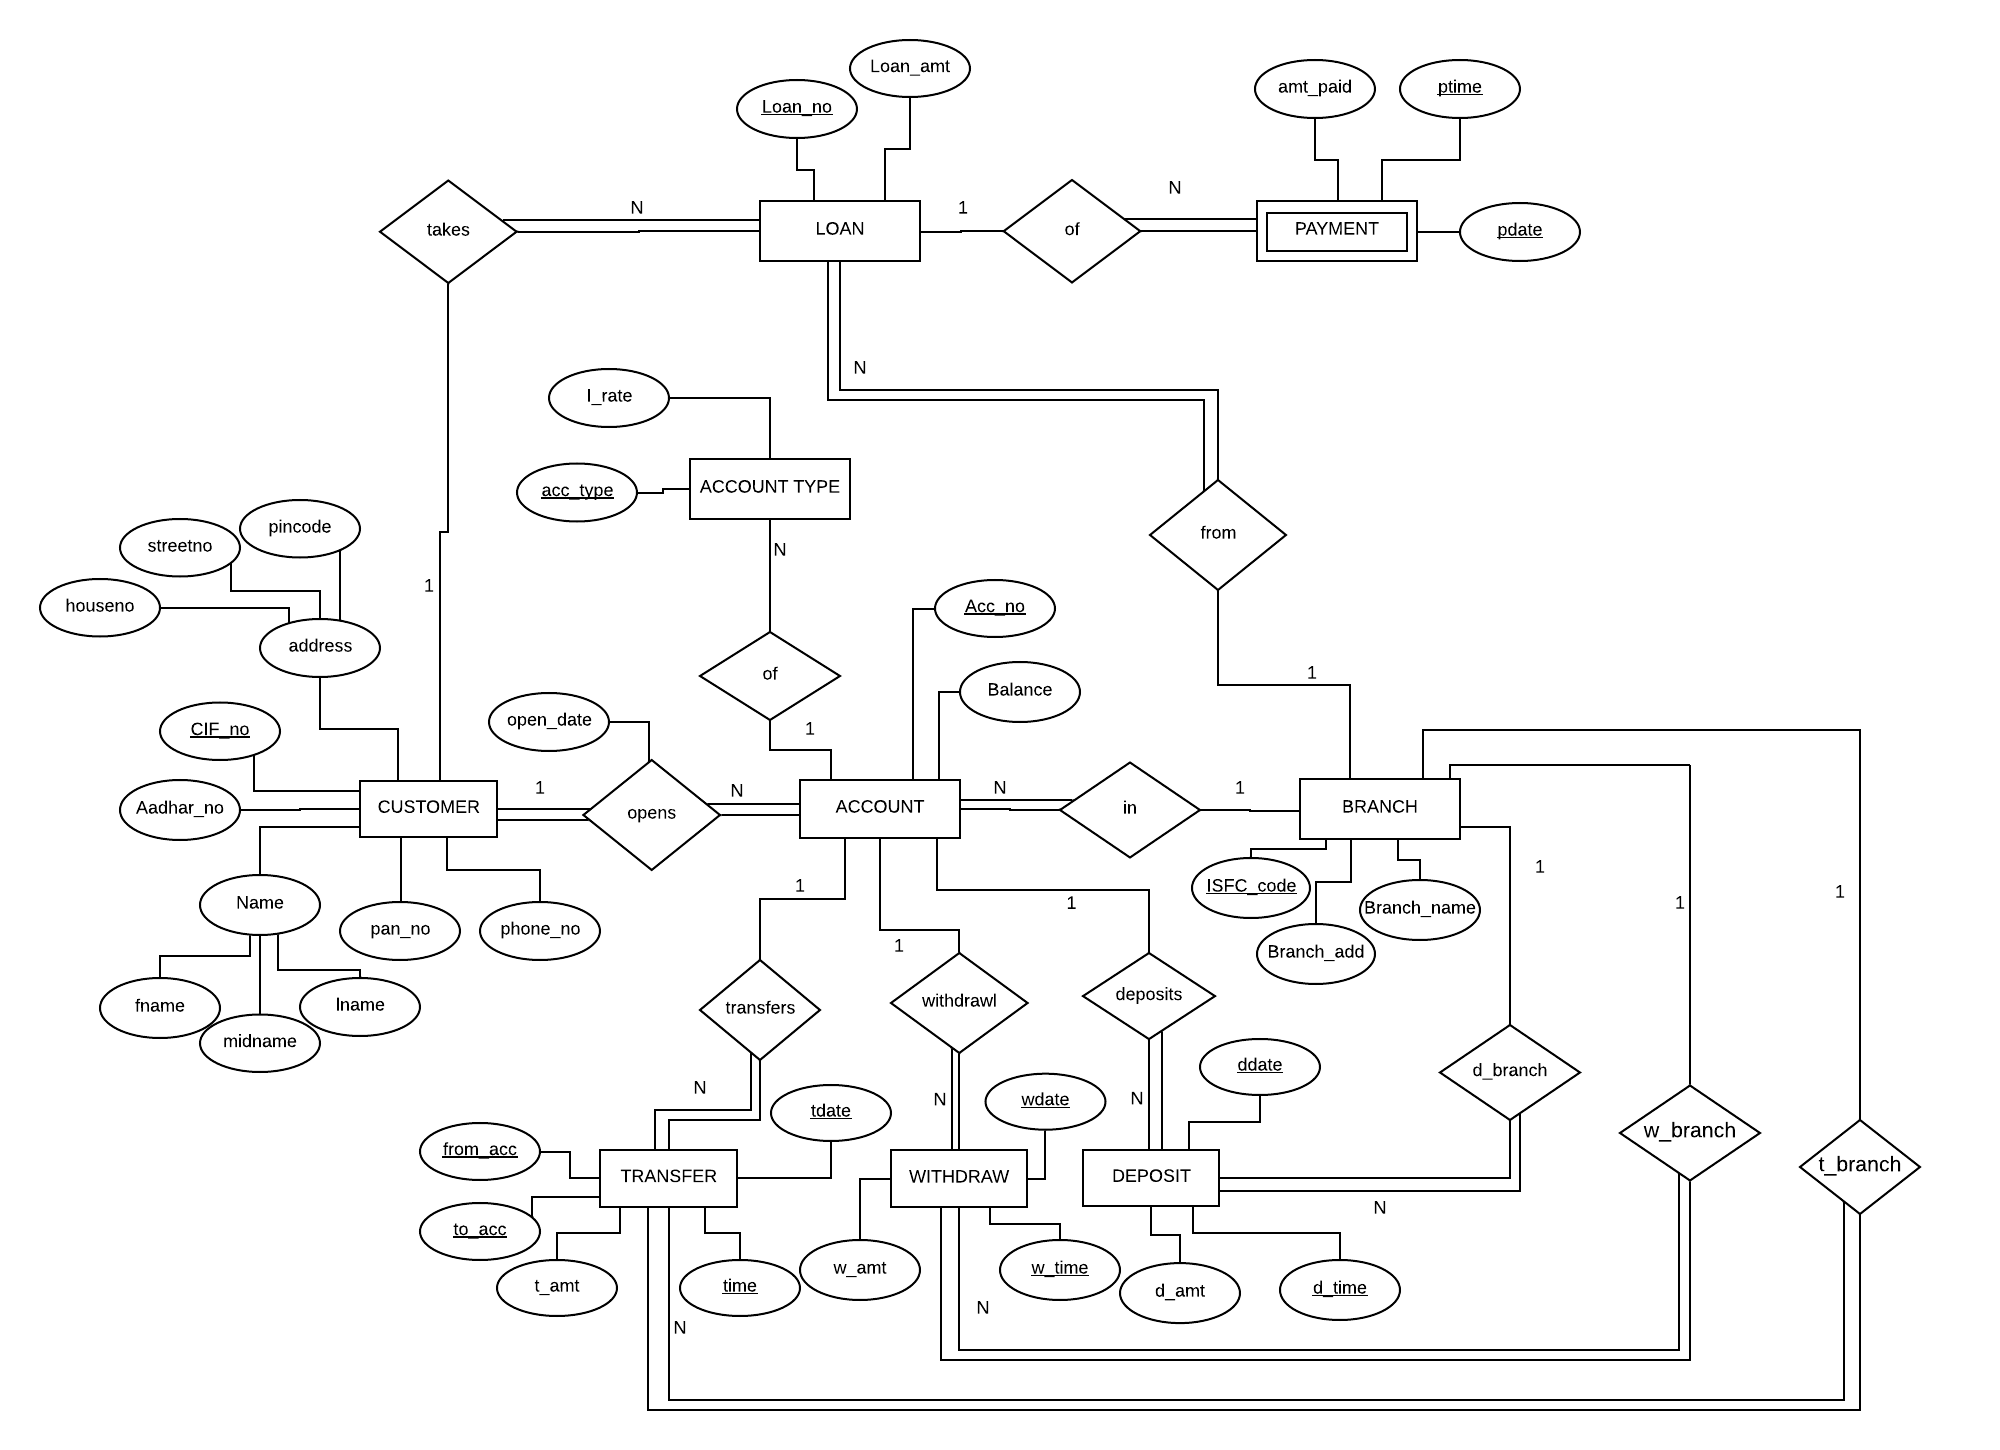 Loan_amt
Loan_no
amt_paid
ptime
takes
N
LOAN
1
of
N
PAYMENT
pdate
N
I_rate
acc_type
ACCOUNT TYPE
N
from
pincode
streetno
houseno
address
1
Acc_no
of
Balance
1
1
CIF_no
open_date
Aadhar_no
CUSTOMER
1
opens
N
ACCOUNT
N
in
1
BRANCH
ISFC_code
Branch_name
Branch_add
1
1
1
Name
pan_no
phone_no
1
1
1
fname
midname
lname
transfers
withdrawl
deposits
ddate
d_branch
N
N
N
tdate
wdate
w_branch
t_branch
from_acc
TRANSFER
WITHDRAW
DEPOSIT
N
to_acc
t_amt
time
w_amt
w_time
d_amt
d_time
N
N